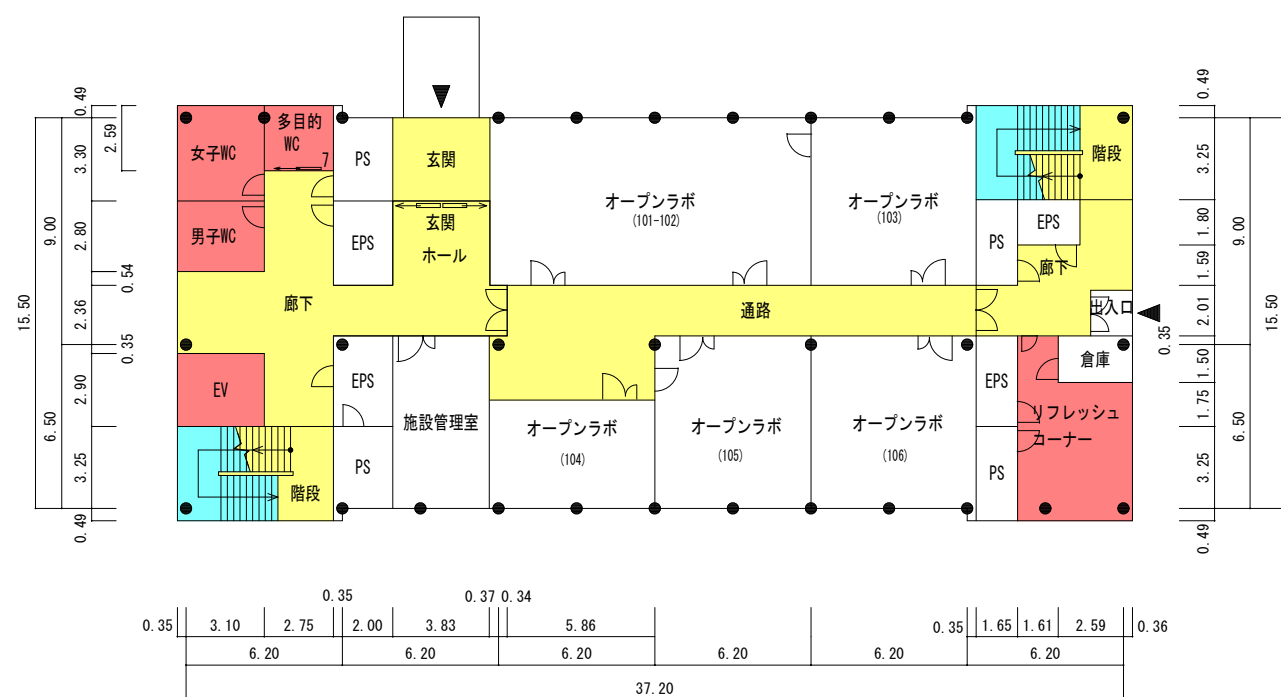 0.49
2.59
3.30
9.00
2.80
0.54
15.50
2.36
0.35
2.90
6.50
3.25
0.49
女子WC
多目的
WC
7
PS
玄関
オープンラボ
(101-102)
オープンラボ
(103)
階段
男子WC
EPS
玄関
ホール
PS
EPS
廊下
廊下
通路
出入口
EV
EPS
施設管理室
オープンラボ
(104)
オープンラボ
(105)
オープンラボ
(106)
EPS
倉庫
リフレッシュ
コーナー
階段
PS
PS
0.49
3.25
1.80
9.00
1.59
2.01
15.50
0.35
1.50
1.75
6.50
3.25
0.49
0.35
0.37
0.34
0.35
3.10
2.75
2.00
3.83
5.86
0.35
1.65
1.61
2.59
0.36
6.20
6.20
6.20
6.20
6.20
6.20
37.20